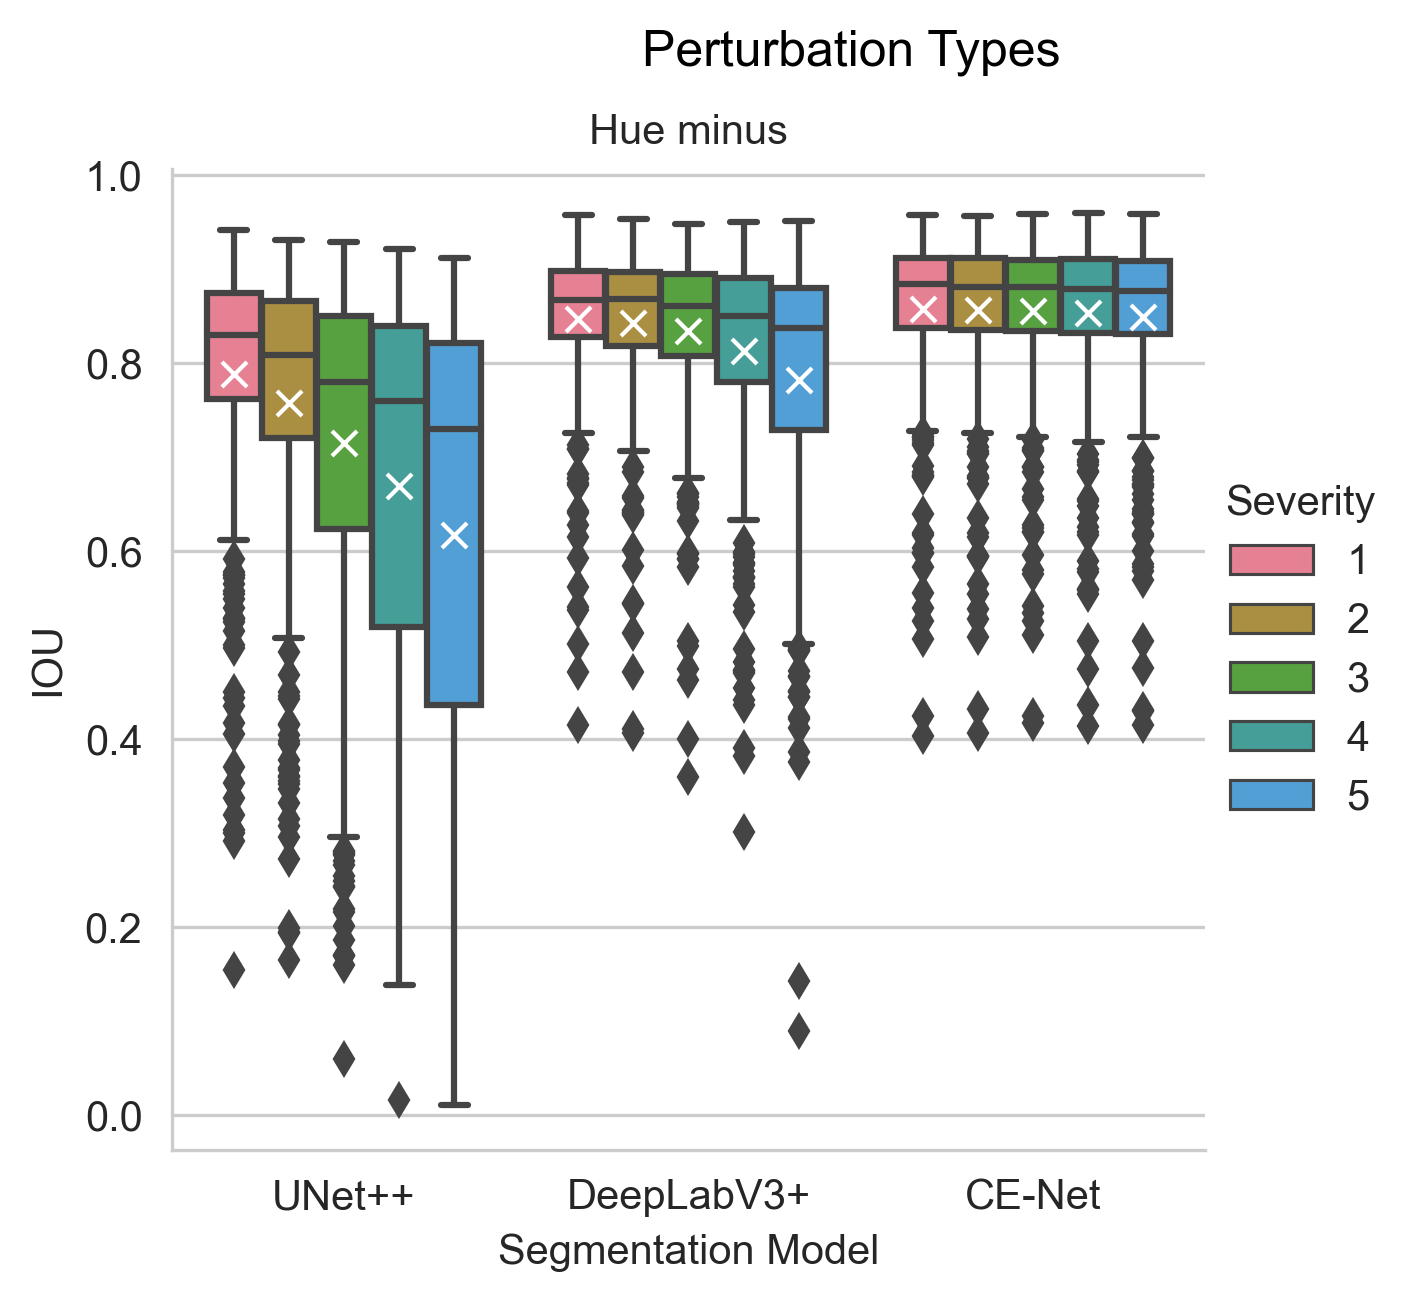 Perturbation Types
Hue minus
1.0
0.8
0.6
0.4
0.2
0.0
IOU
UNet++
DeepLabV3+
CE-Net
Segmentation Model
Severity
1
2
3
4
5